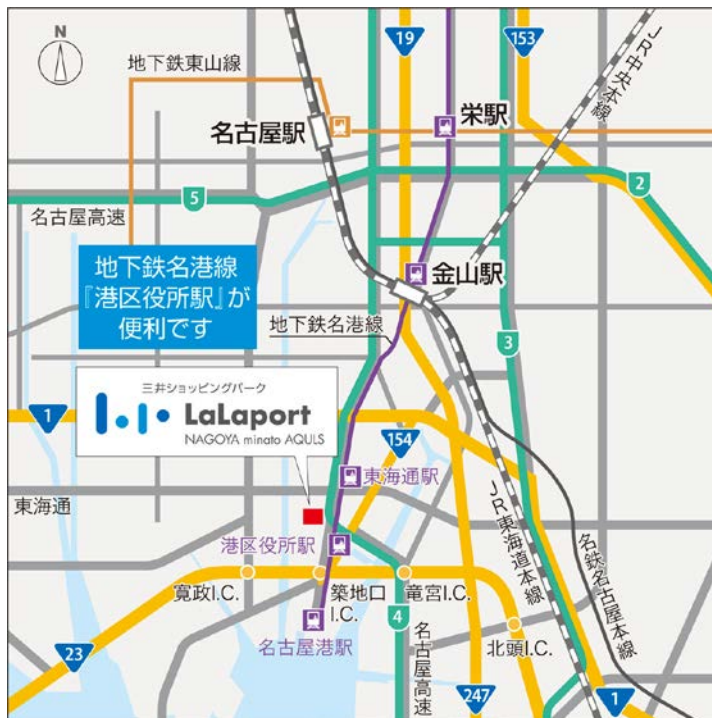 N
19
153
JR中央本線
地下鉄東山線
名古屋駅
栄駅
5
2
名古屋高速
地下鉄名港線
『港区役所駅』が
便利です
金山駅
地下鉄名港線
3
三井ショッピングパーク
LaLaport
NAGOYA minato AQULS
1
154
東海通駅
東海通
港区役所駅
JR東海道本線
名鉄名古屋本線
寛政I.C.
築地口
I.C.
竜宮I.C.
4
名古屋港駅
名古屋高速
北頭I.C.
23
247
1